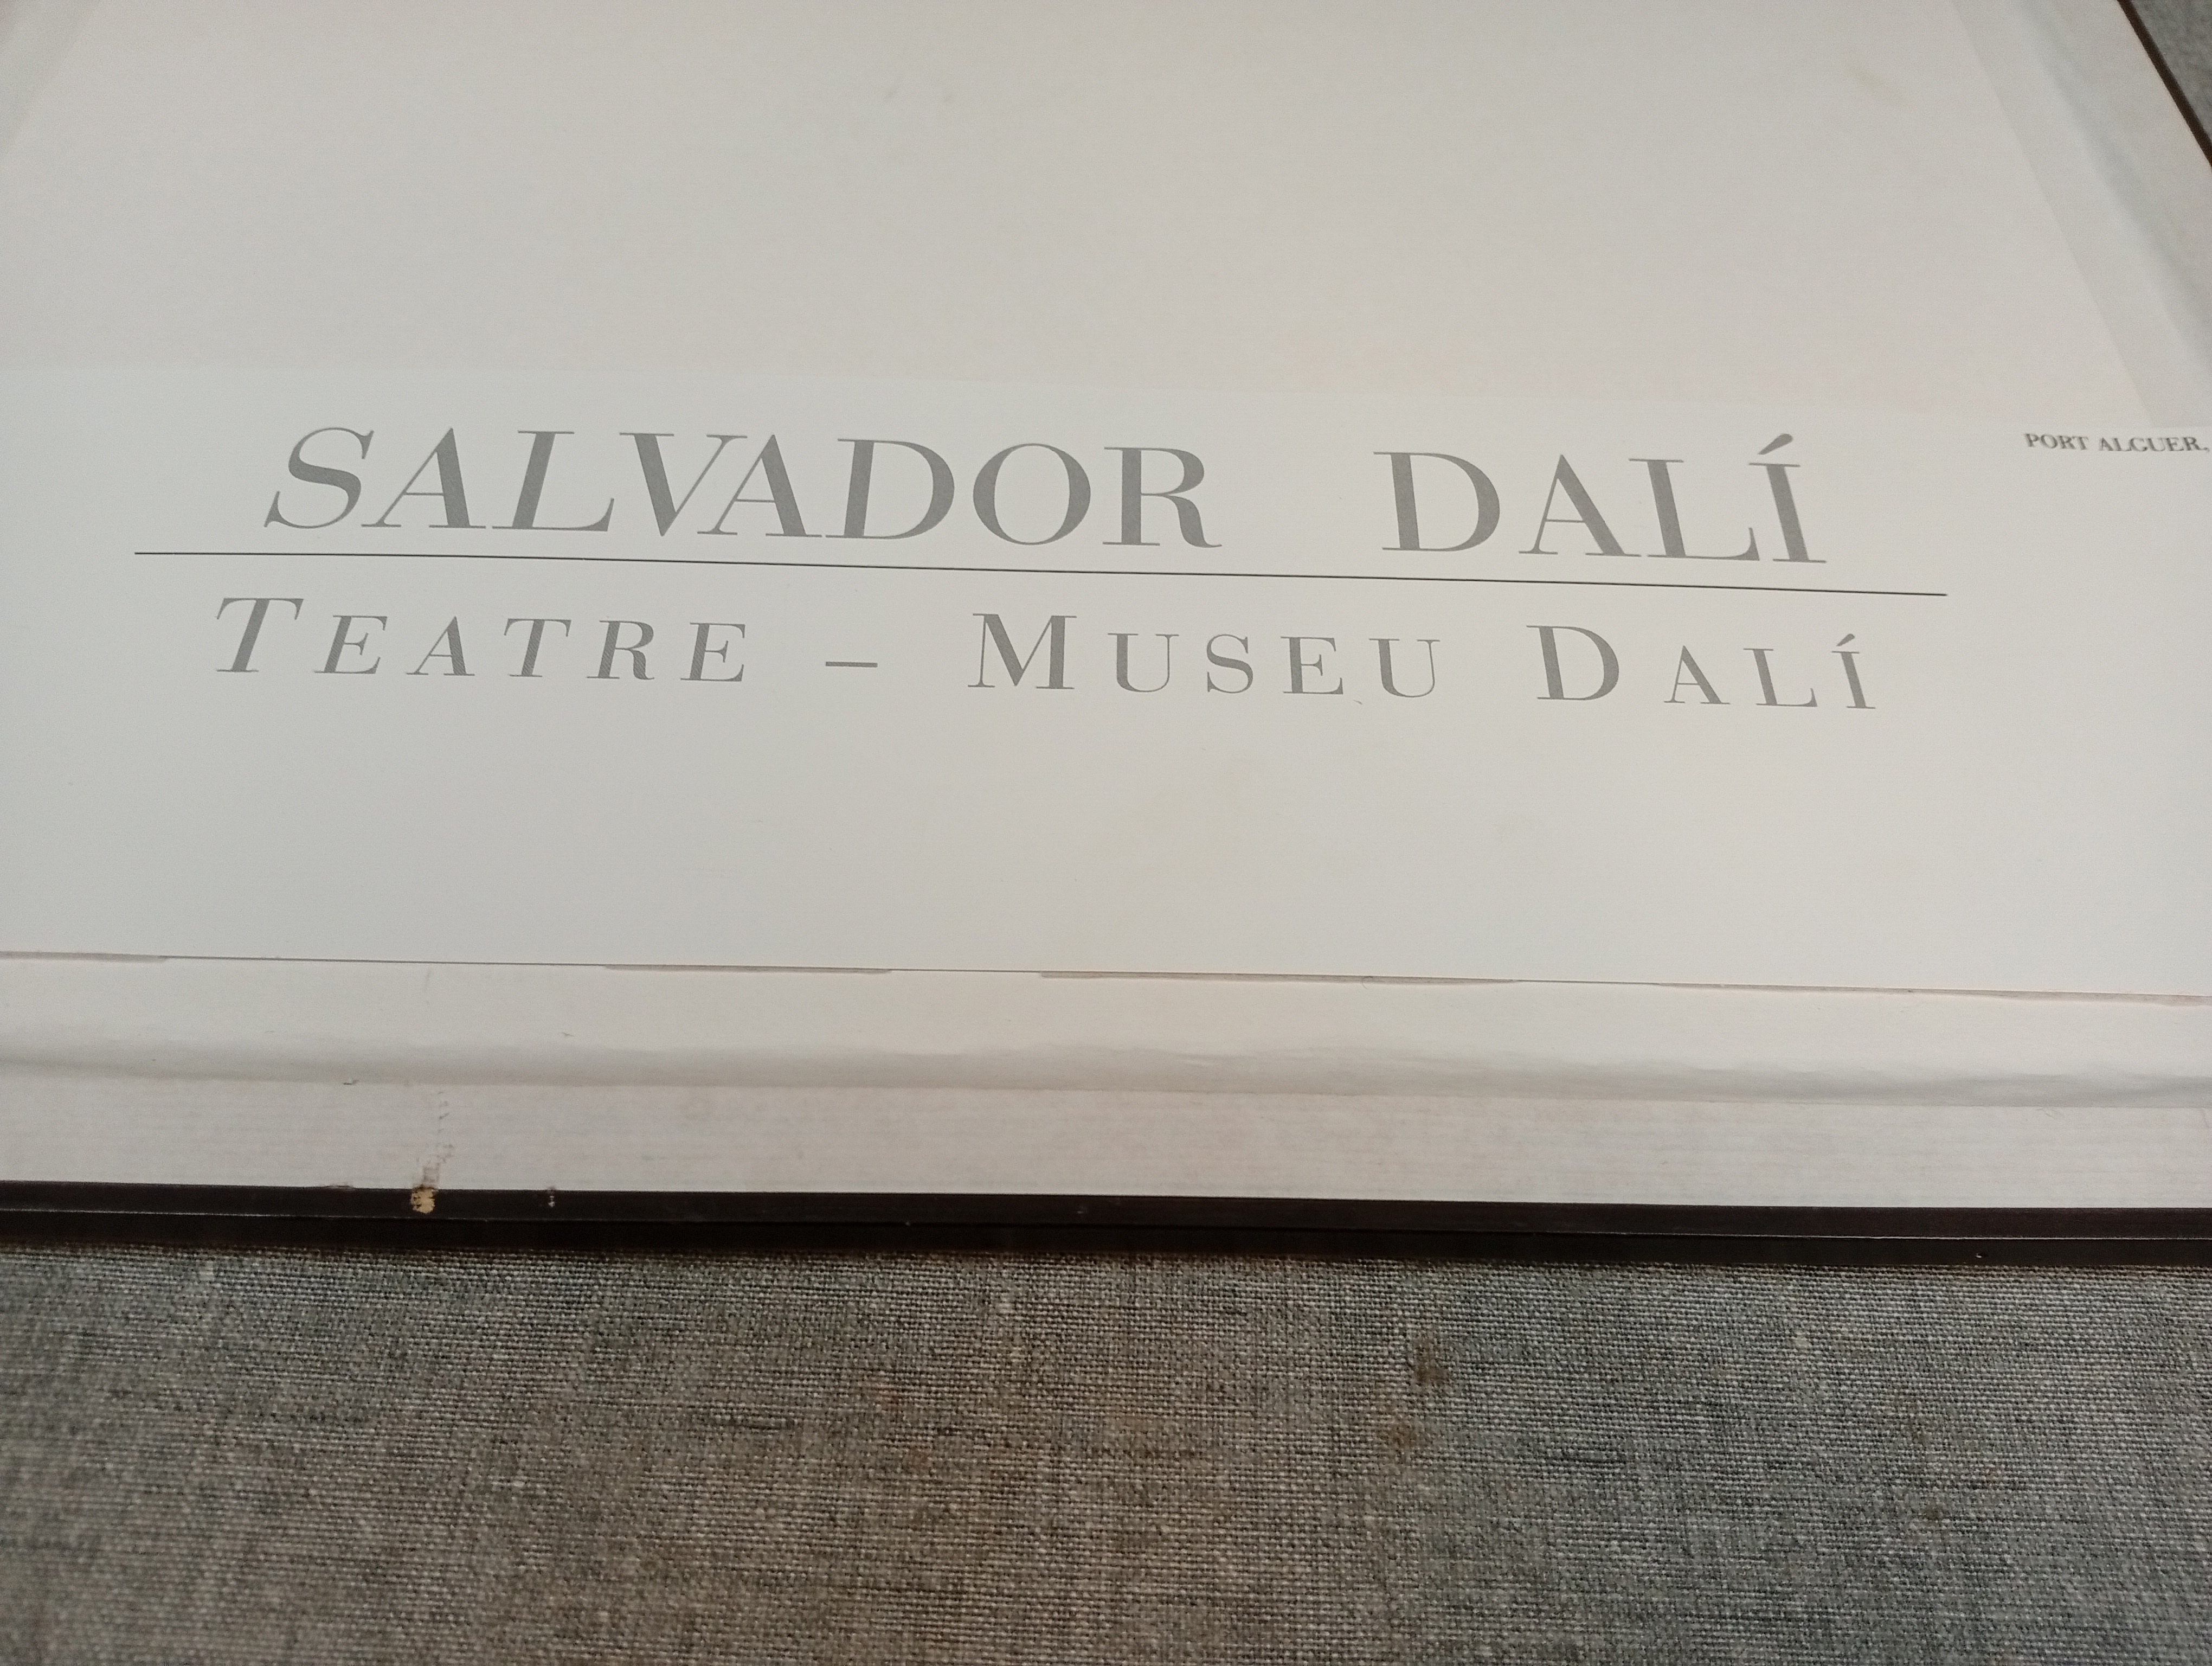 SALVADOR DALÍ
TEATRE – MUSEU DALÍ
PORT ALGUER,